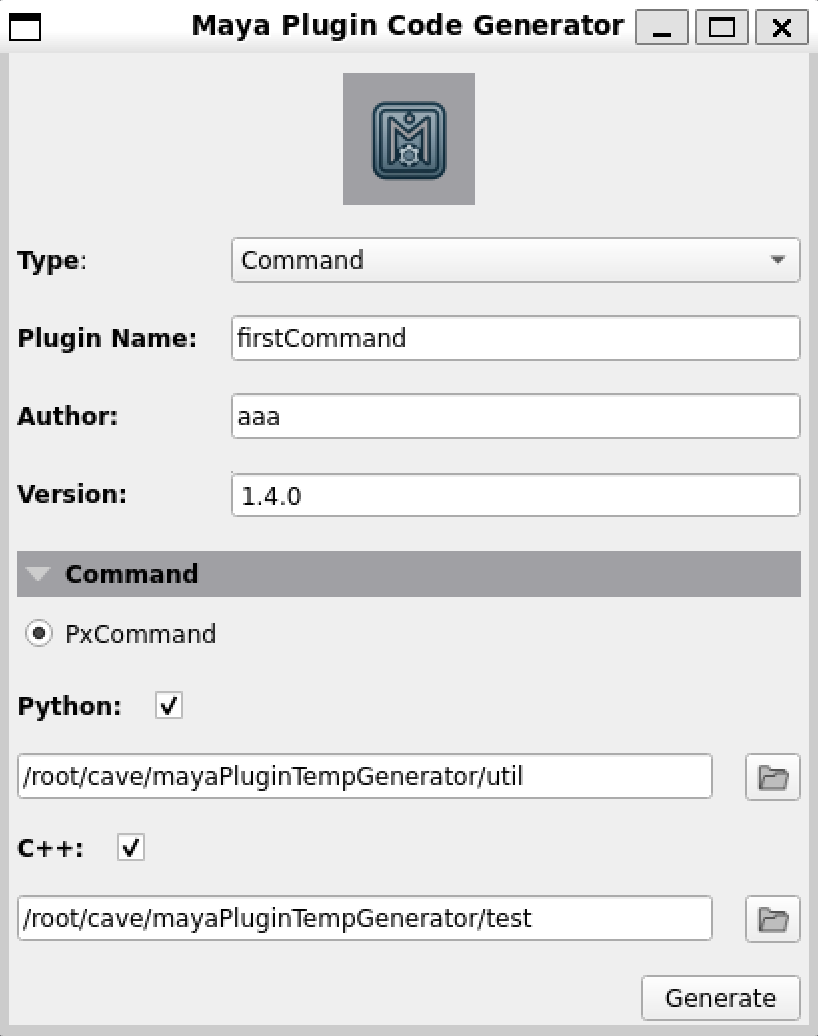 Maya Plugin Code Generator
M
Type: Command
Plugin Name: firstCommand
Author: aaa
Version: 1.4.0
Command
PxCommand
Python:
/root/cave/mayaPluginTempGenerator/util
C++:
/root/cave/mayaPluginTempGenerator/test
Generate